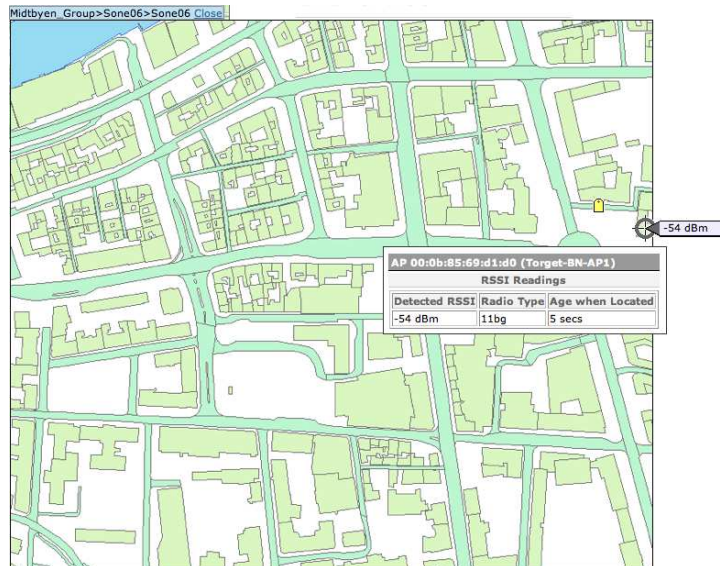 Midtbyen_Group>Sone06>Sone06 Close
-54 dBm
AP 00:0b:85:69:d1:d0 (Torget-BN-AP1)
RSSI Readings
Detected RSSI Radio Type Age when Located
-54 dBm 11bg 5 secs